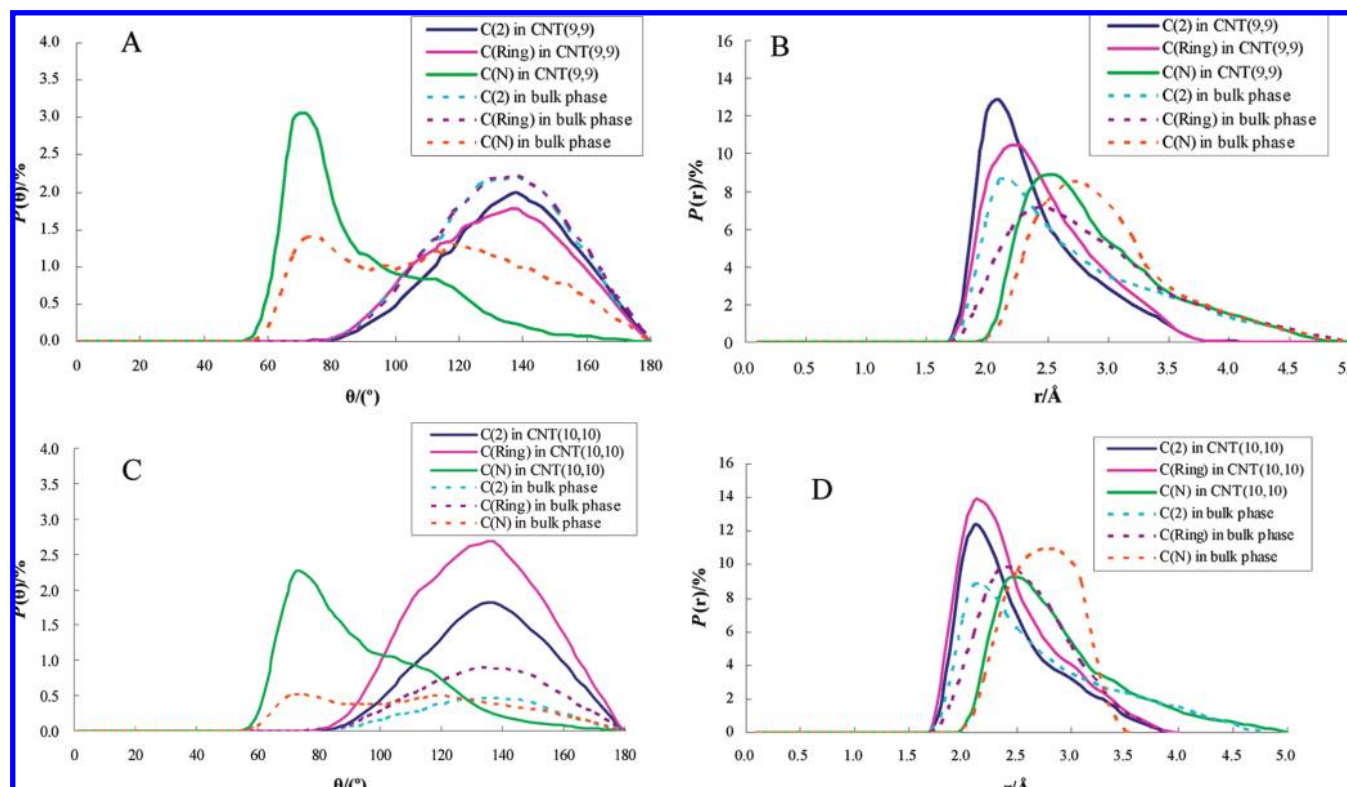 A
C(2) in CNT(9,9)
C(Ring) in CNT(9,9)
C(N) in CNT(9,9)
C(2) in bulk phase
C(Ring) in bulk phase
C(N) in bulk phase
P(θ)/%
4.0
3.5
3.0
2.5
2.0
1.5
1.0
0.5
0.0
0 20 40 60 80 100 120 140 160 180
θ/(°)
B
C(2) in CNT(9,9)
C(Ring) in CNT(9,9)
C(N) in CNT(9,9)
C(2) in bulk phase
C(Ring) in bulk phase
C(N) in bulk phase
P(r)/%
16
14
12
10
8
6
4
2
0
0.0 0.5 1.0 1.5 2.0 2.5 3.0 3.5 4.0 4.5 5.
r/Å
C
C(2) in CNT(10,10)
C(Ring) in CNT(10,10)
C(N) in CNT(10,10)
C(2) in bulk phase
C(Ring) in bulk phase
C(N) in bulk phase
P(θ)/%
4.0
3.5
3.0
2.5
2.0
1.5
1.0
0.5
0.0
0 20 40 60 80 100 120 140 160 180
θ/(°)
D
C(2) in CNT(10,10)
C(Ring) in CNT(10,10)
C(N) in CNT(10,10)
C(2) in bulk phase
C(Ring) in bulk phase
C(N) in bulk phase
P(r)/%
16
14
12
10
8
6
4
2
0
0.0 0.5 1.0 1.5 2.0 2.5 3.0 3.5 4.0 4.5 5.0
r/Å